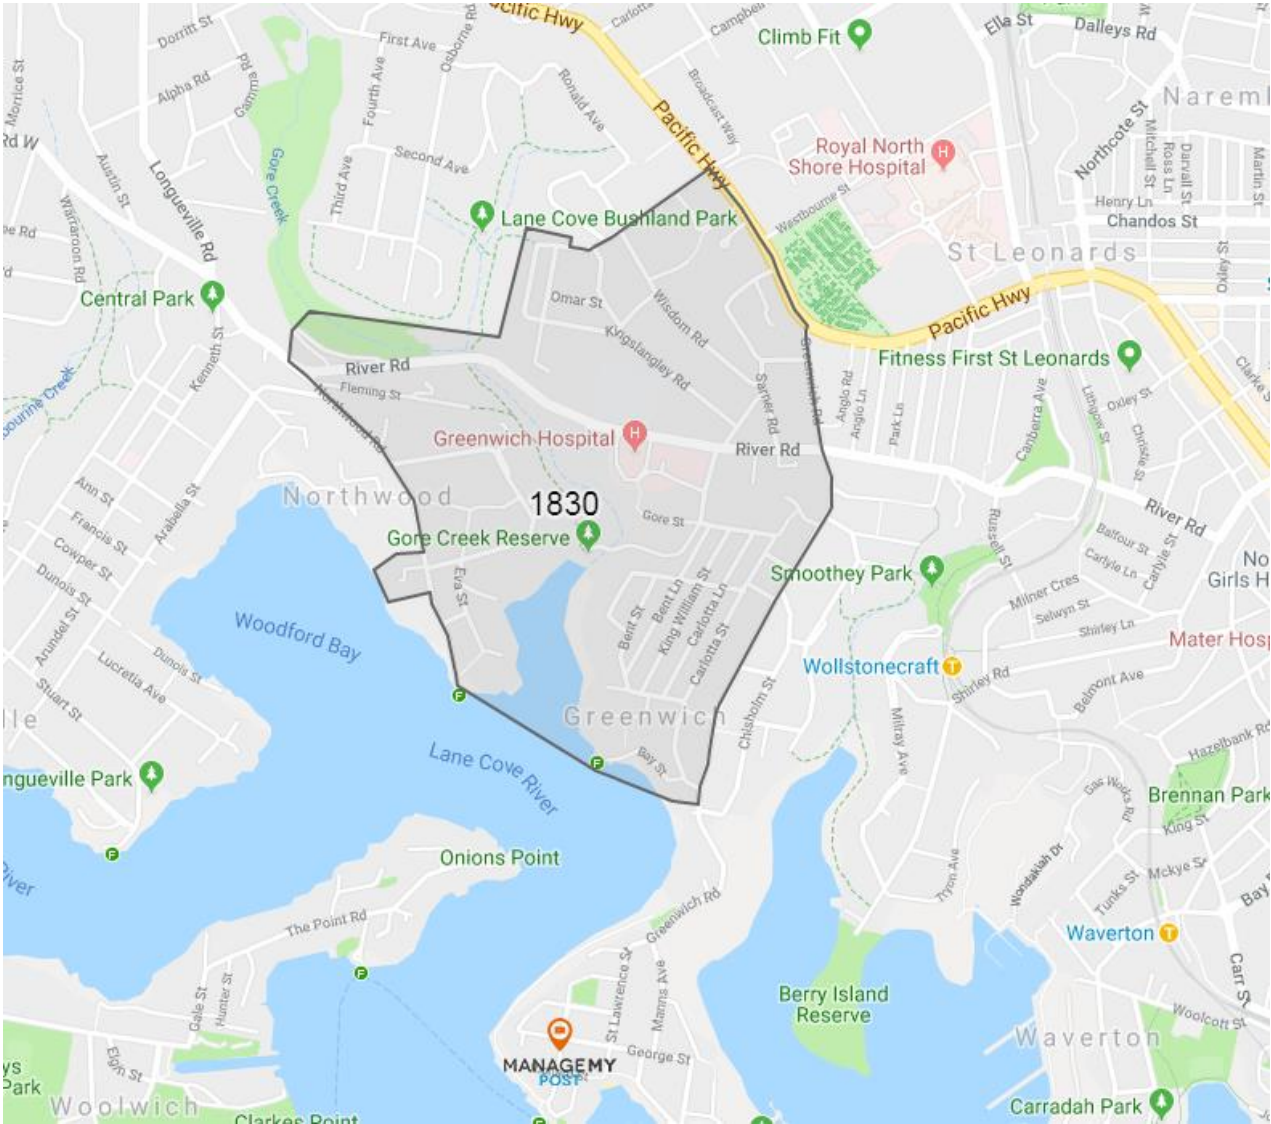 Pacific Hwy
Dorritt St
First Ave
Osborne Rd
Carlotta
Campbell
Climb Fit
Ella St
Dalleys Rd
Morrice St
Alpha Rd
Gamma Rd
Fourth Ave
Ronald Ave
Broadcast Way
Pacific Hwy
Northcote St
Rd W
Austin St
Longueville Rd
Gore Creek
Third Ave
Second Ave
Royal North
Shore Hospital
H
Mitchell St
Ross Ln
Darvall St
Martin St
Westbourne St
Henry Ln
Chandos St
Warraroon Rd
Lane Cove Bushland Park
St Leonards
Oxley St
Central Park
Omar St
Wisdom Rd
Kingslangley Rd
Pacific Hwy
Kenneth St
River Rd
Fleming St
Northwood Rd
Greenwich Rd
Fitness First St Leonards
Anglo Rd
Anglo Ln
Park Ln
Sarner Rd
Canberra Ave
Lithgow St
Oxley St
Christie St
Clarke S
Greenwich Hospital
H
River Rd
Ann St
Francis St
Cowper St
Arabella St
Northwood
1830
Gore Creek Reserve
Gore St
Russell St
River Rd
Balfour St
Carlyle Ln
Carlyle St
No
Girls H
Dunois St
Arundel St
Eva St
Smoothey Park
Milner Cres
Selwyn St
Shirley Ln
Mater Hosp
Woodford Bay
Bent St
Bent Ln
King William St
Carlotta Ln
Carlotta St
Wollstonecraft
T
Shirley Rd
Belmont Ave
Dunois St
Lucretia Ave
Stuart St
lle
F
Greenwich
Chisholm St
Milray Ave
Hazelbank Rd
ngueville Park
Lane Cove River
Bay St
F
Gas Works Rd
Brennan Park
King St
F
River
Onions Point
Tryon Ave
Wondakiah Dr
Mckye St
Tunks St
Bay
The Point Rd
Greenwich Rd
Waverton
T
F
Gale St
Hunter St
St Lawrence St
Manns Ave
Berry Island
Reserve
Carr St
Woolcott St
Waverton
MANAGEMY
POST
George St
ys
Park
Elgin St
Woolwich
Clarkes Point
Carradah Park